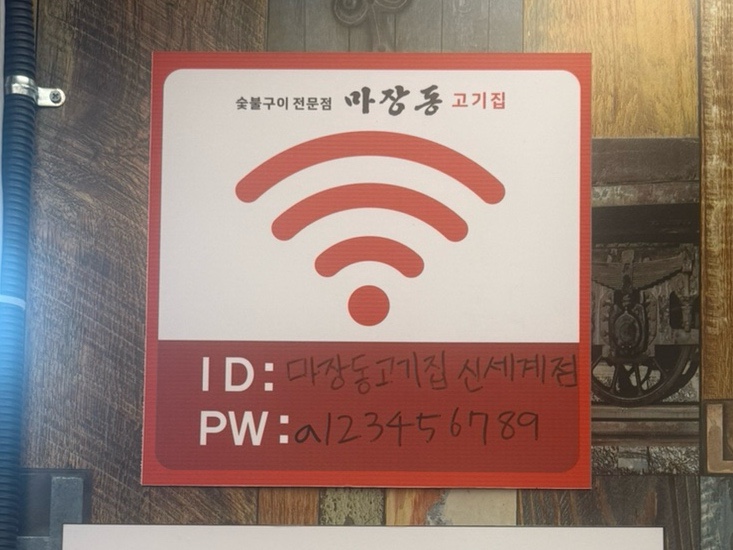 숯불구이 전문점 마장동 고기집
ID: 마장동고기집 신세계점
PW: a123456789